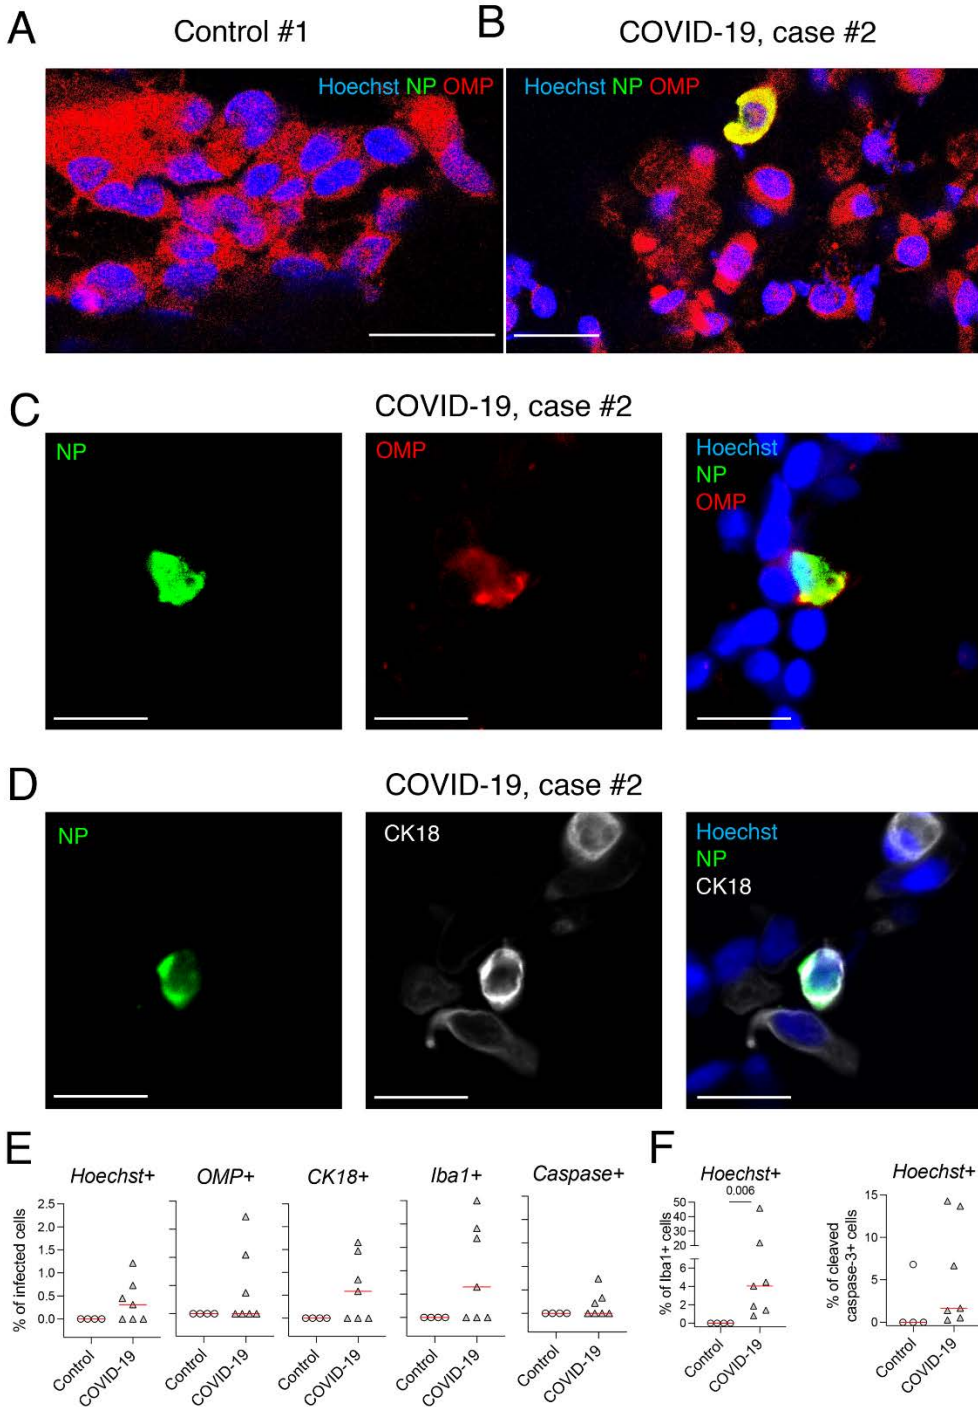 A
Control #1
B
COVID-19, case #2
Hoechst NP OMP
Hoechst NP OMP
C
COVID-19, case #2
NP
OMP
Hoechst
NP
OMP
D
COVID-19, case #2
NP
CK18
Hoechst
NP
CK18
E
Hoechst+
OMP+
CK18+
Iba1+
Caspase+
% of infected cells
2.5
2.0
1.5
1.0
0.5
0.0
Control
COVID-19
Control
COVID-19
Control
COVID-19
Control
COVID-19
Control
COVID-19
F
Hoechst+
0.006
% of Iba1+ cells
50
40
30
20
10
6
4
2
0
Control
COVID-19
Hoechst+
% of cleaved
caspase-3+ cells
15
10
5
0
Control
COVID-19